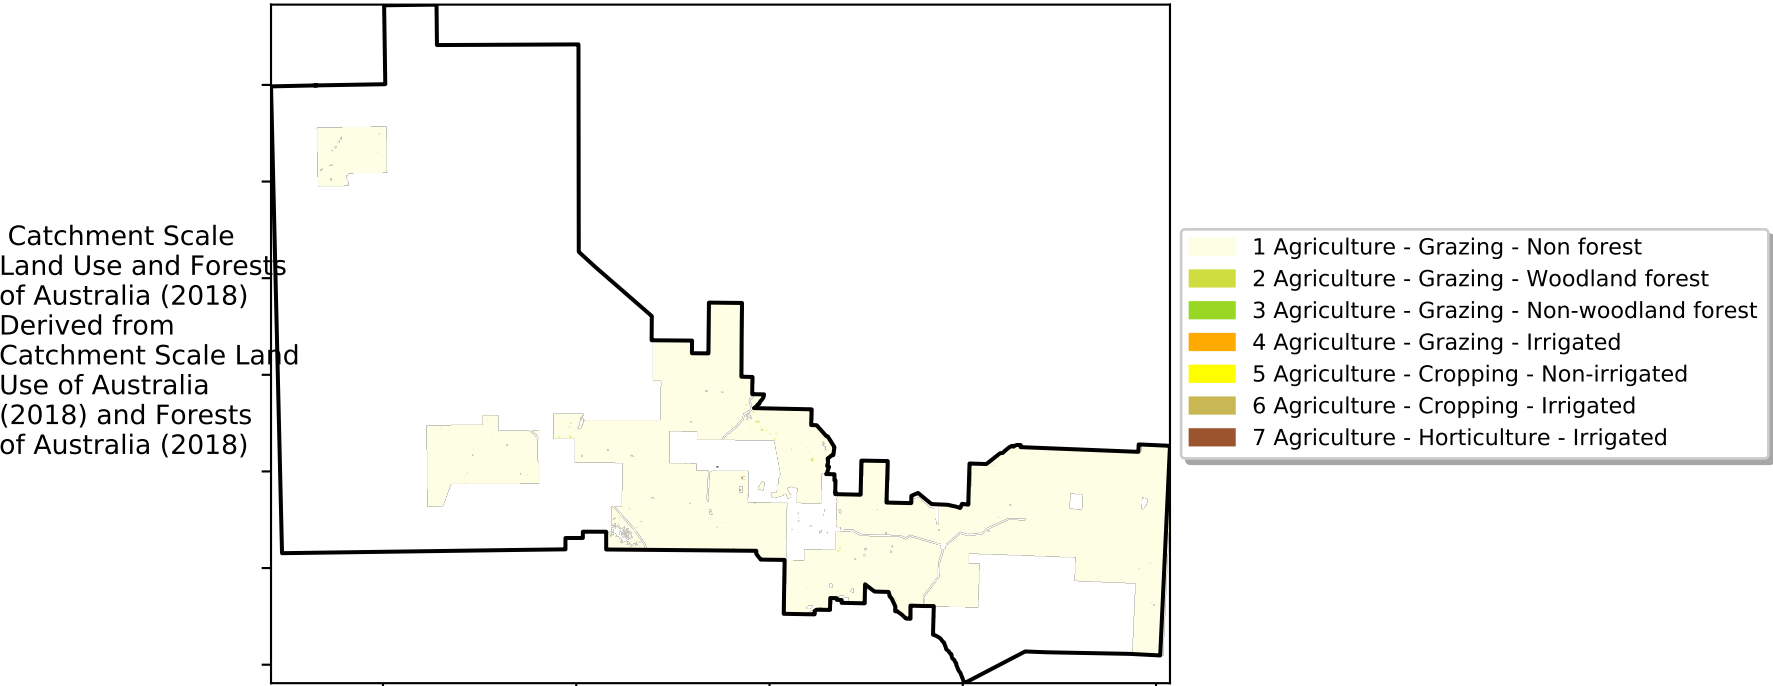 Catchment Scale
Land Use and Forests
of Australia (2018)
Derived from
Catchment Scale Land
Use of Australia
(2018) and Forests
of Australia (2018)
1 Agriculture - Grazing - Non forest
2 Agriculture - Grazing - Woodland forest
3 Agriculture - Grazing - Non-woodland forest
4 Agriculture - Grazing - Irrigated
5 Agriculture - Cropping - Non-irrigated
6 Agriculture - Cropping - Irrigated
7 Agriculture - Horticulture - Irrigated